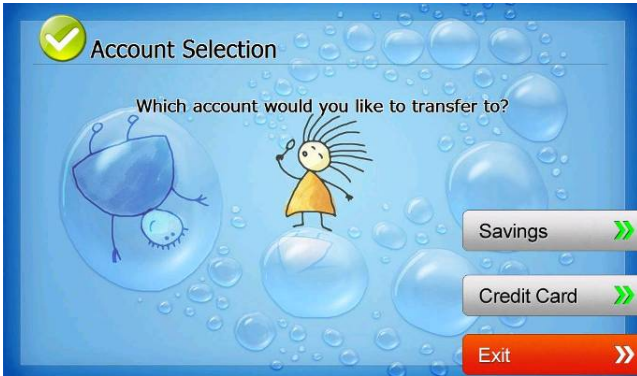 Account Selection
Which account would you like to transfer to?
Savings
Credit Card
Exit